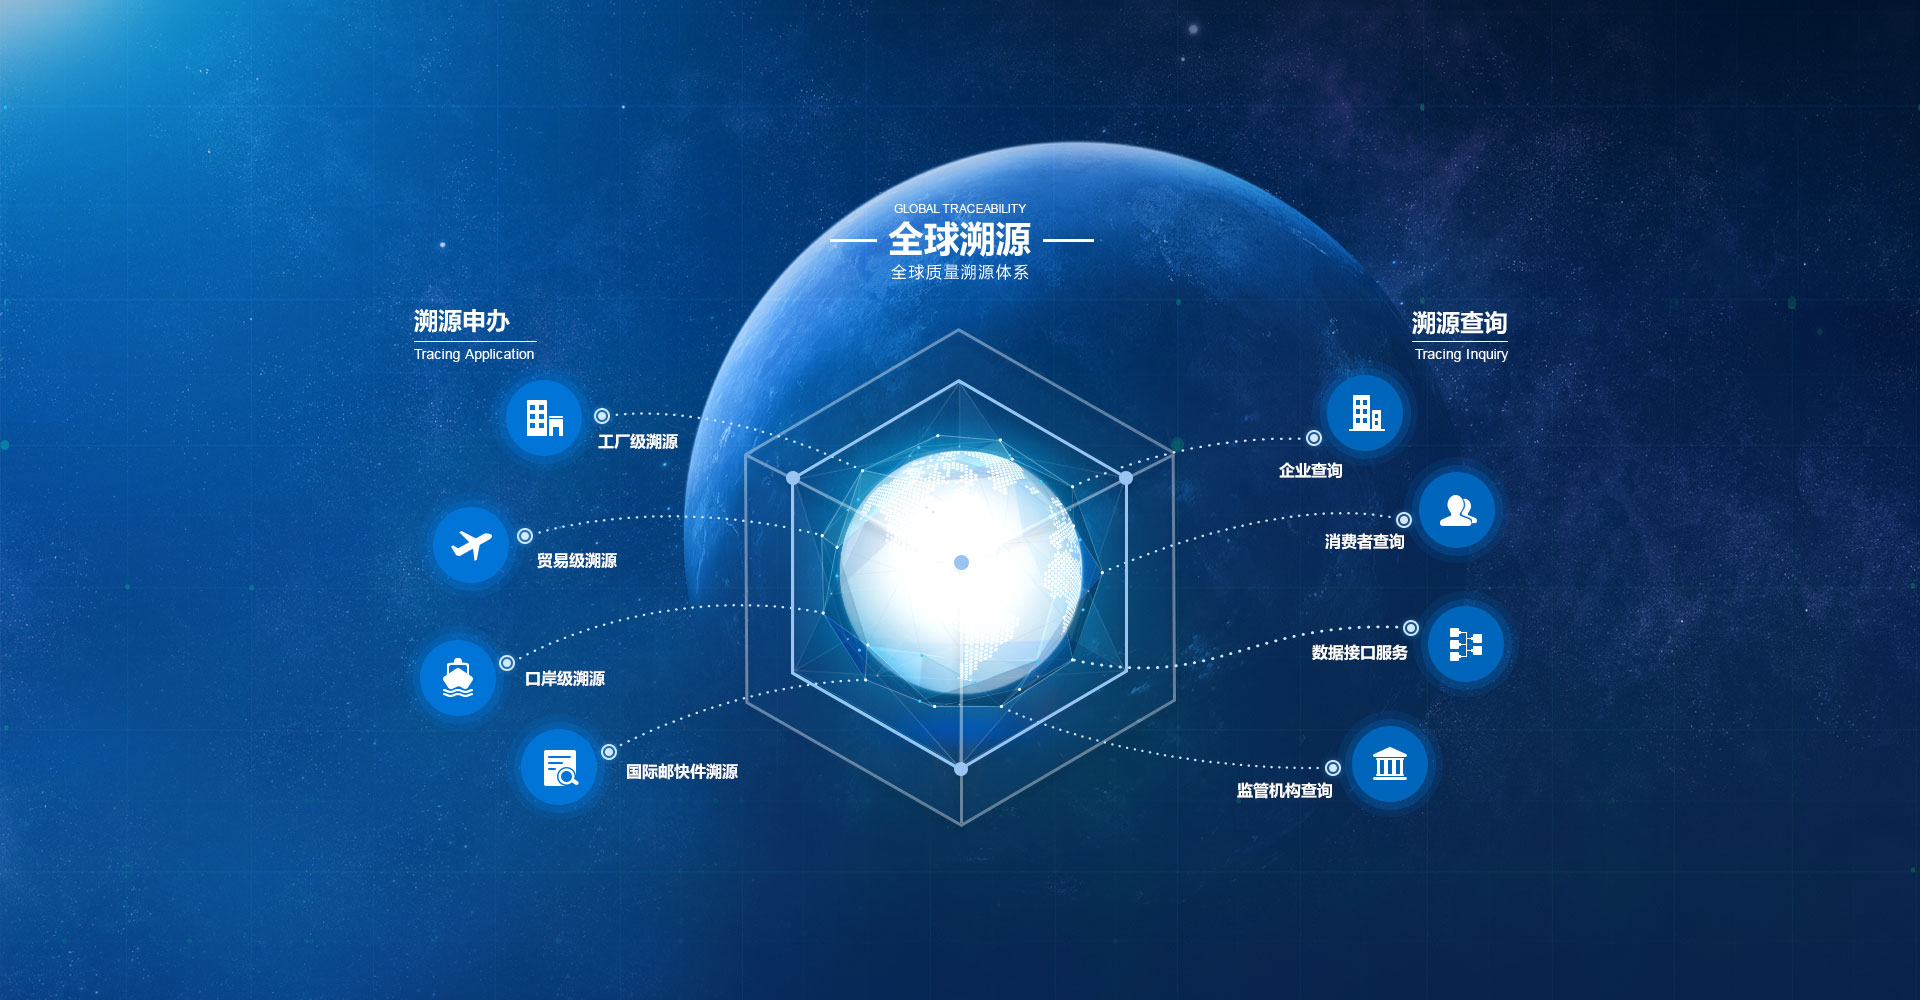 GLOBAL TRACEABILITY
全球溯源
全球质量溯源体系
溯源申办
Tracing Application
工厂级溯源
贸易级溯源
口岸级溯源
国际邮快件溯源
溯源查询
Tracing Inquiry
企业查询
消费者查询
数据接口服务
监管机构查询